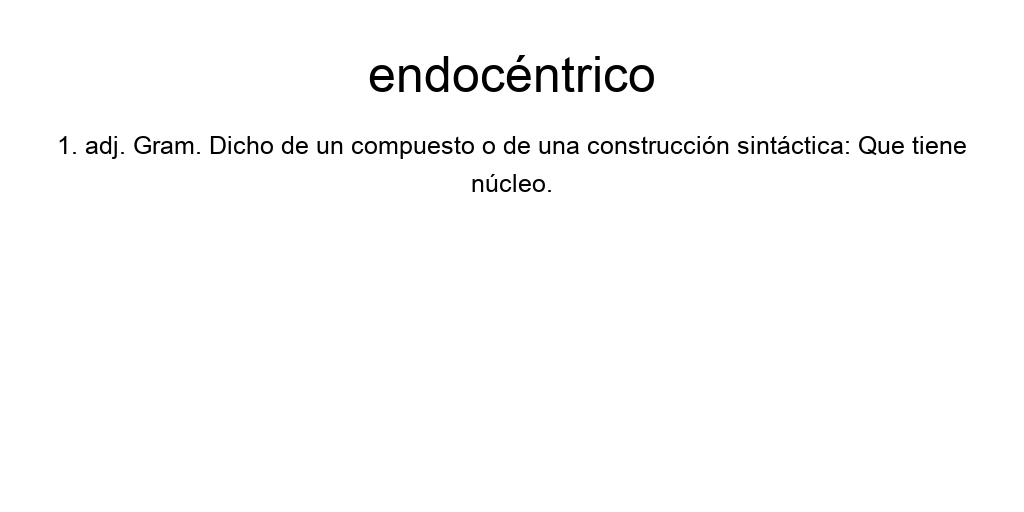 endocéntrico
1. adj. Gram. Dicho de un compuesto o de una construcción sintáctica: Que tiene
núcleo.